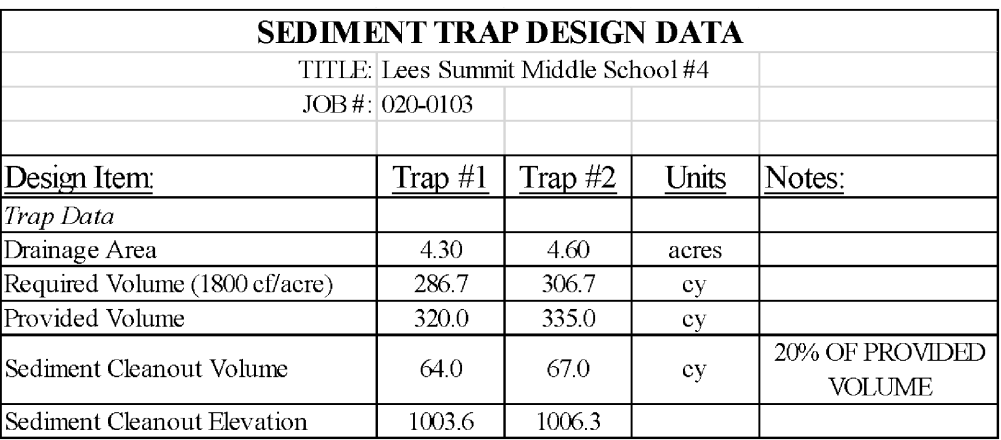 SEDIMENT TRAP DESIGN DATA
TITLE: Lees Summit Middle School #4
JOB #: 020-0103
Design Item: Trap #1 Trap #2 Units Notes:
Trap Data
Drainage Area 4.30 4.60 acres
Required Volume (1800 cf/acre) 286.7 306.7 cy
Provided Volume 320.0 335.0 cy
Sediment Cleanout Volume 64.0 67.0 cy 20% OF PROVIDED
VOLUME
Sediment Cleanout Elevation 1003.6 1006.3